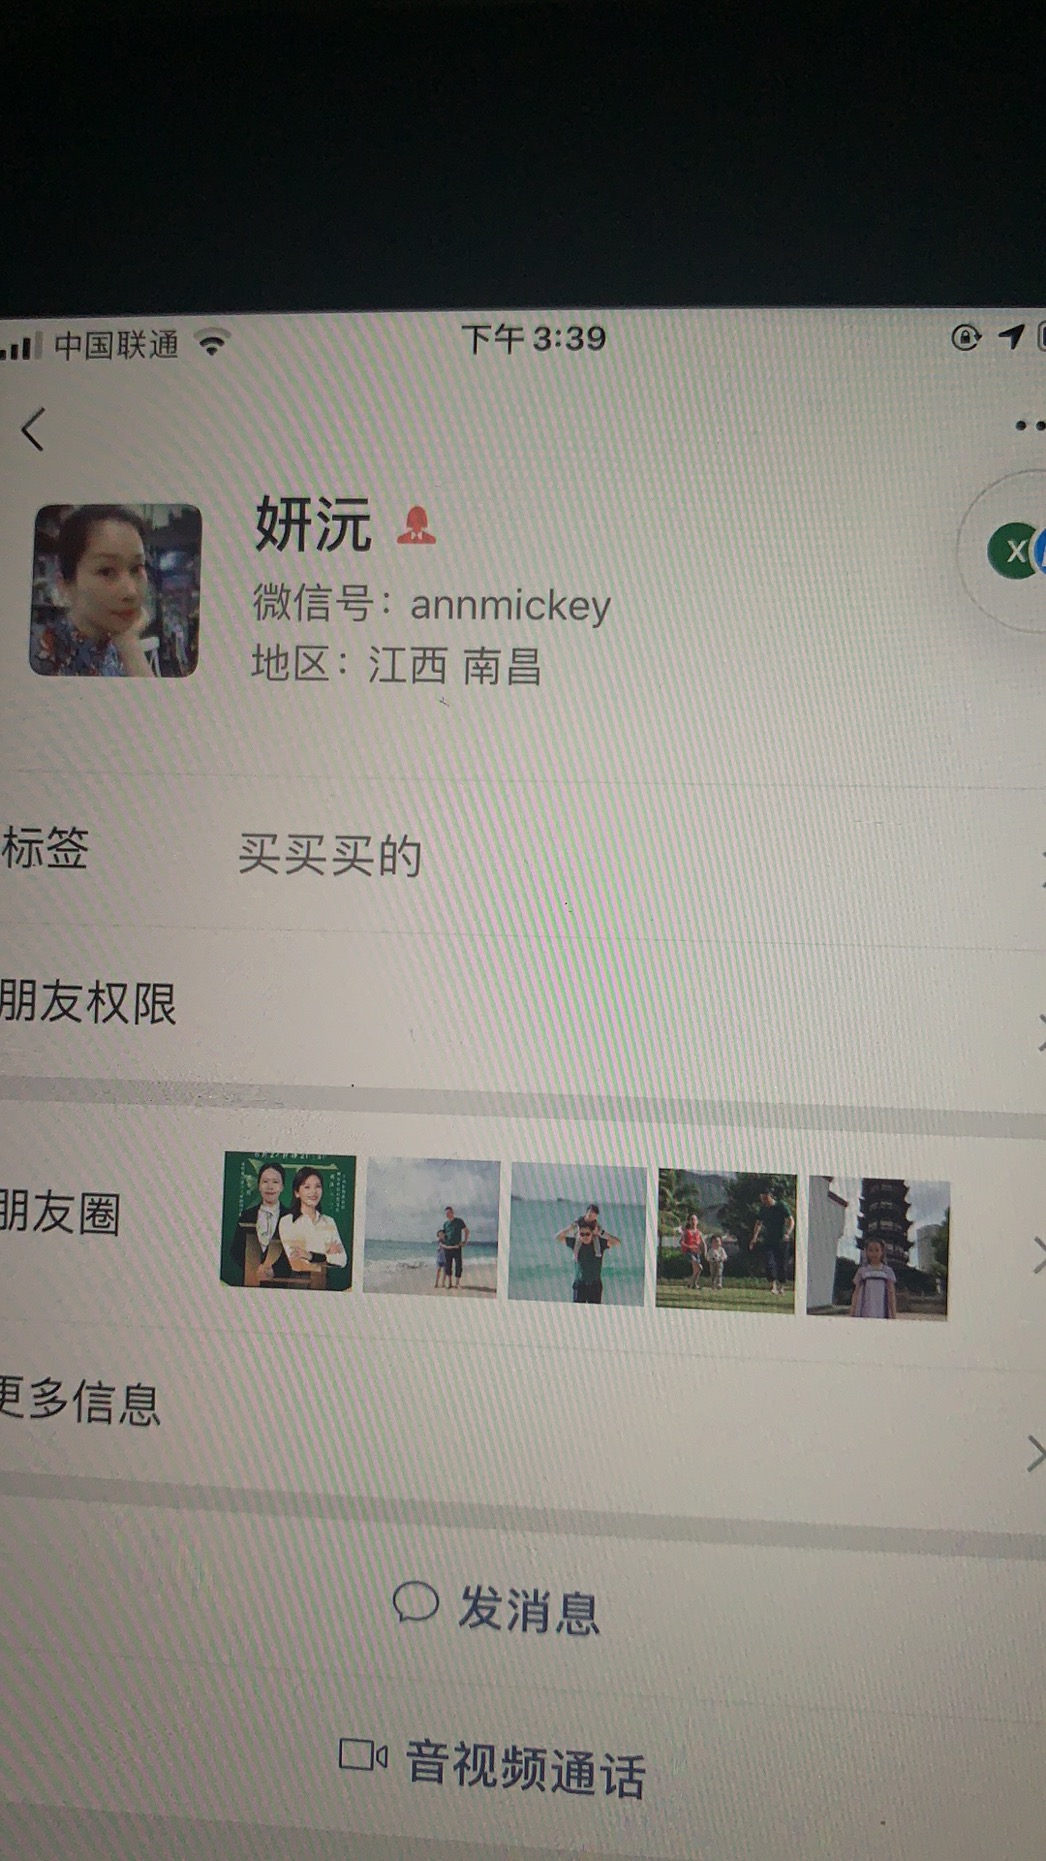 中国联通
下午 3:39
妍沅
X
微信号：annmickey
地区：江西 南昌
标签
买买买的
朋友权限
朋友圈
更多信息
发消息
音视频通话